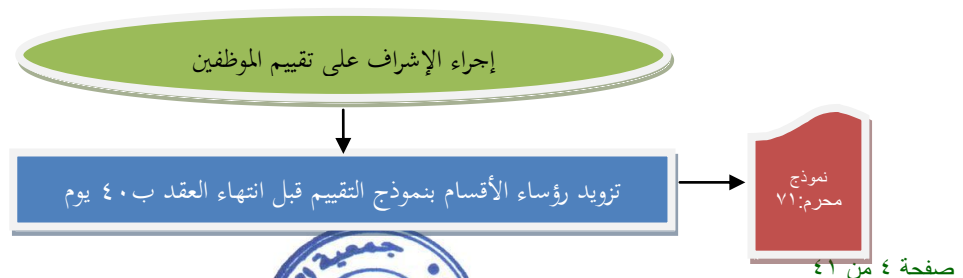 إجراء الإشراف على تقييم الموظفين
تزويد رؤساء الأقسام بنموذج التقييم قبل انتهاء العقد ب٤٠ يوم
نموذج
محرم:٧١
جمعية
صفحة ٤ من ٤١